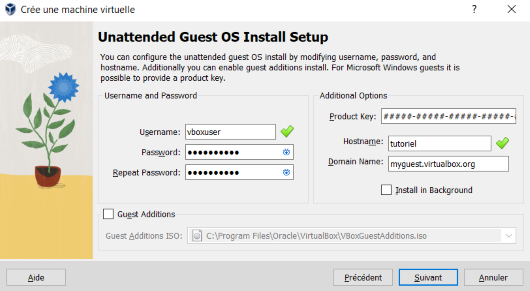 Crée une machine virtuelle
Unattended Guest OS Install Setup
You can configure the unattended guest OS install by modifying username, password, and
hostname. Additionally you can enable guest additions install. For Microsoft Windows guests it is
possible to provide a product key.
Username and Password
Username: vboxuser
Password: ●●●●●●●●●●
Repeat Password: ●●●●●●●●●●
Additional Options
Product Key: #####-#####-#####-#####-#
Hostname: tutoriel
Domain Name: myguest.virtualbox.org
Install in Background
Guest Additions
Guest Additions ISO: C:\Program Files\Oracle\VirtualBox\VBoxGuestAdditions.iso
Aide
Précédent
Suivant
Annuler